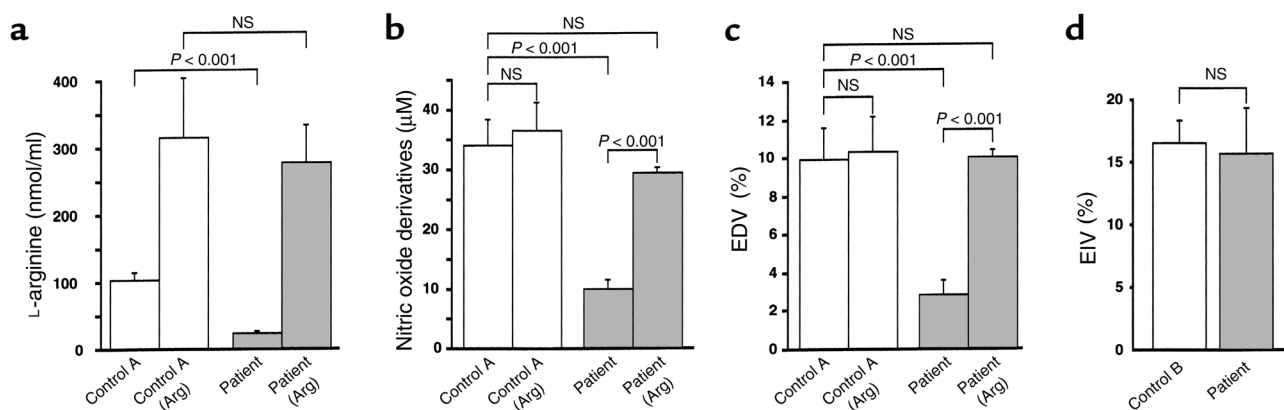 a
NS
P < 0.001
400
300
200
100
0
L-arginine (nmol/ml)
Control A
Control A
(Arg)
Patient
Patient
(Arg)
b
NS
P < 0.001
NS
P < 0.001
40
30
20
10
0
Nitric oxide derivatives (µM)
Control A
Control A
(Arg)
Patient
Patient
(Arg)
c
NS
P < 0.001
NS
P < 0.001
14
12
10
8
6
4
2
0
EDV (%)
Control A
Control A
(Arg)
Patient
Patient
(Arg)
d
NS
20
15
10
5
0
EIV (%)
Control B
Patient